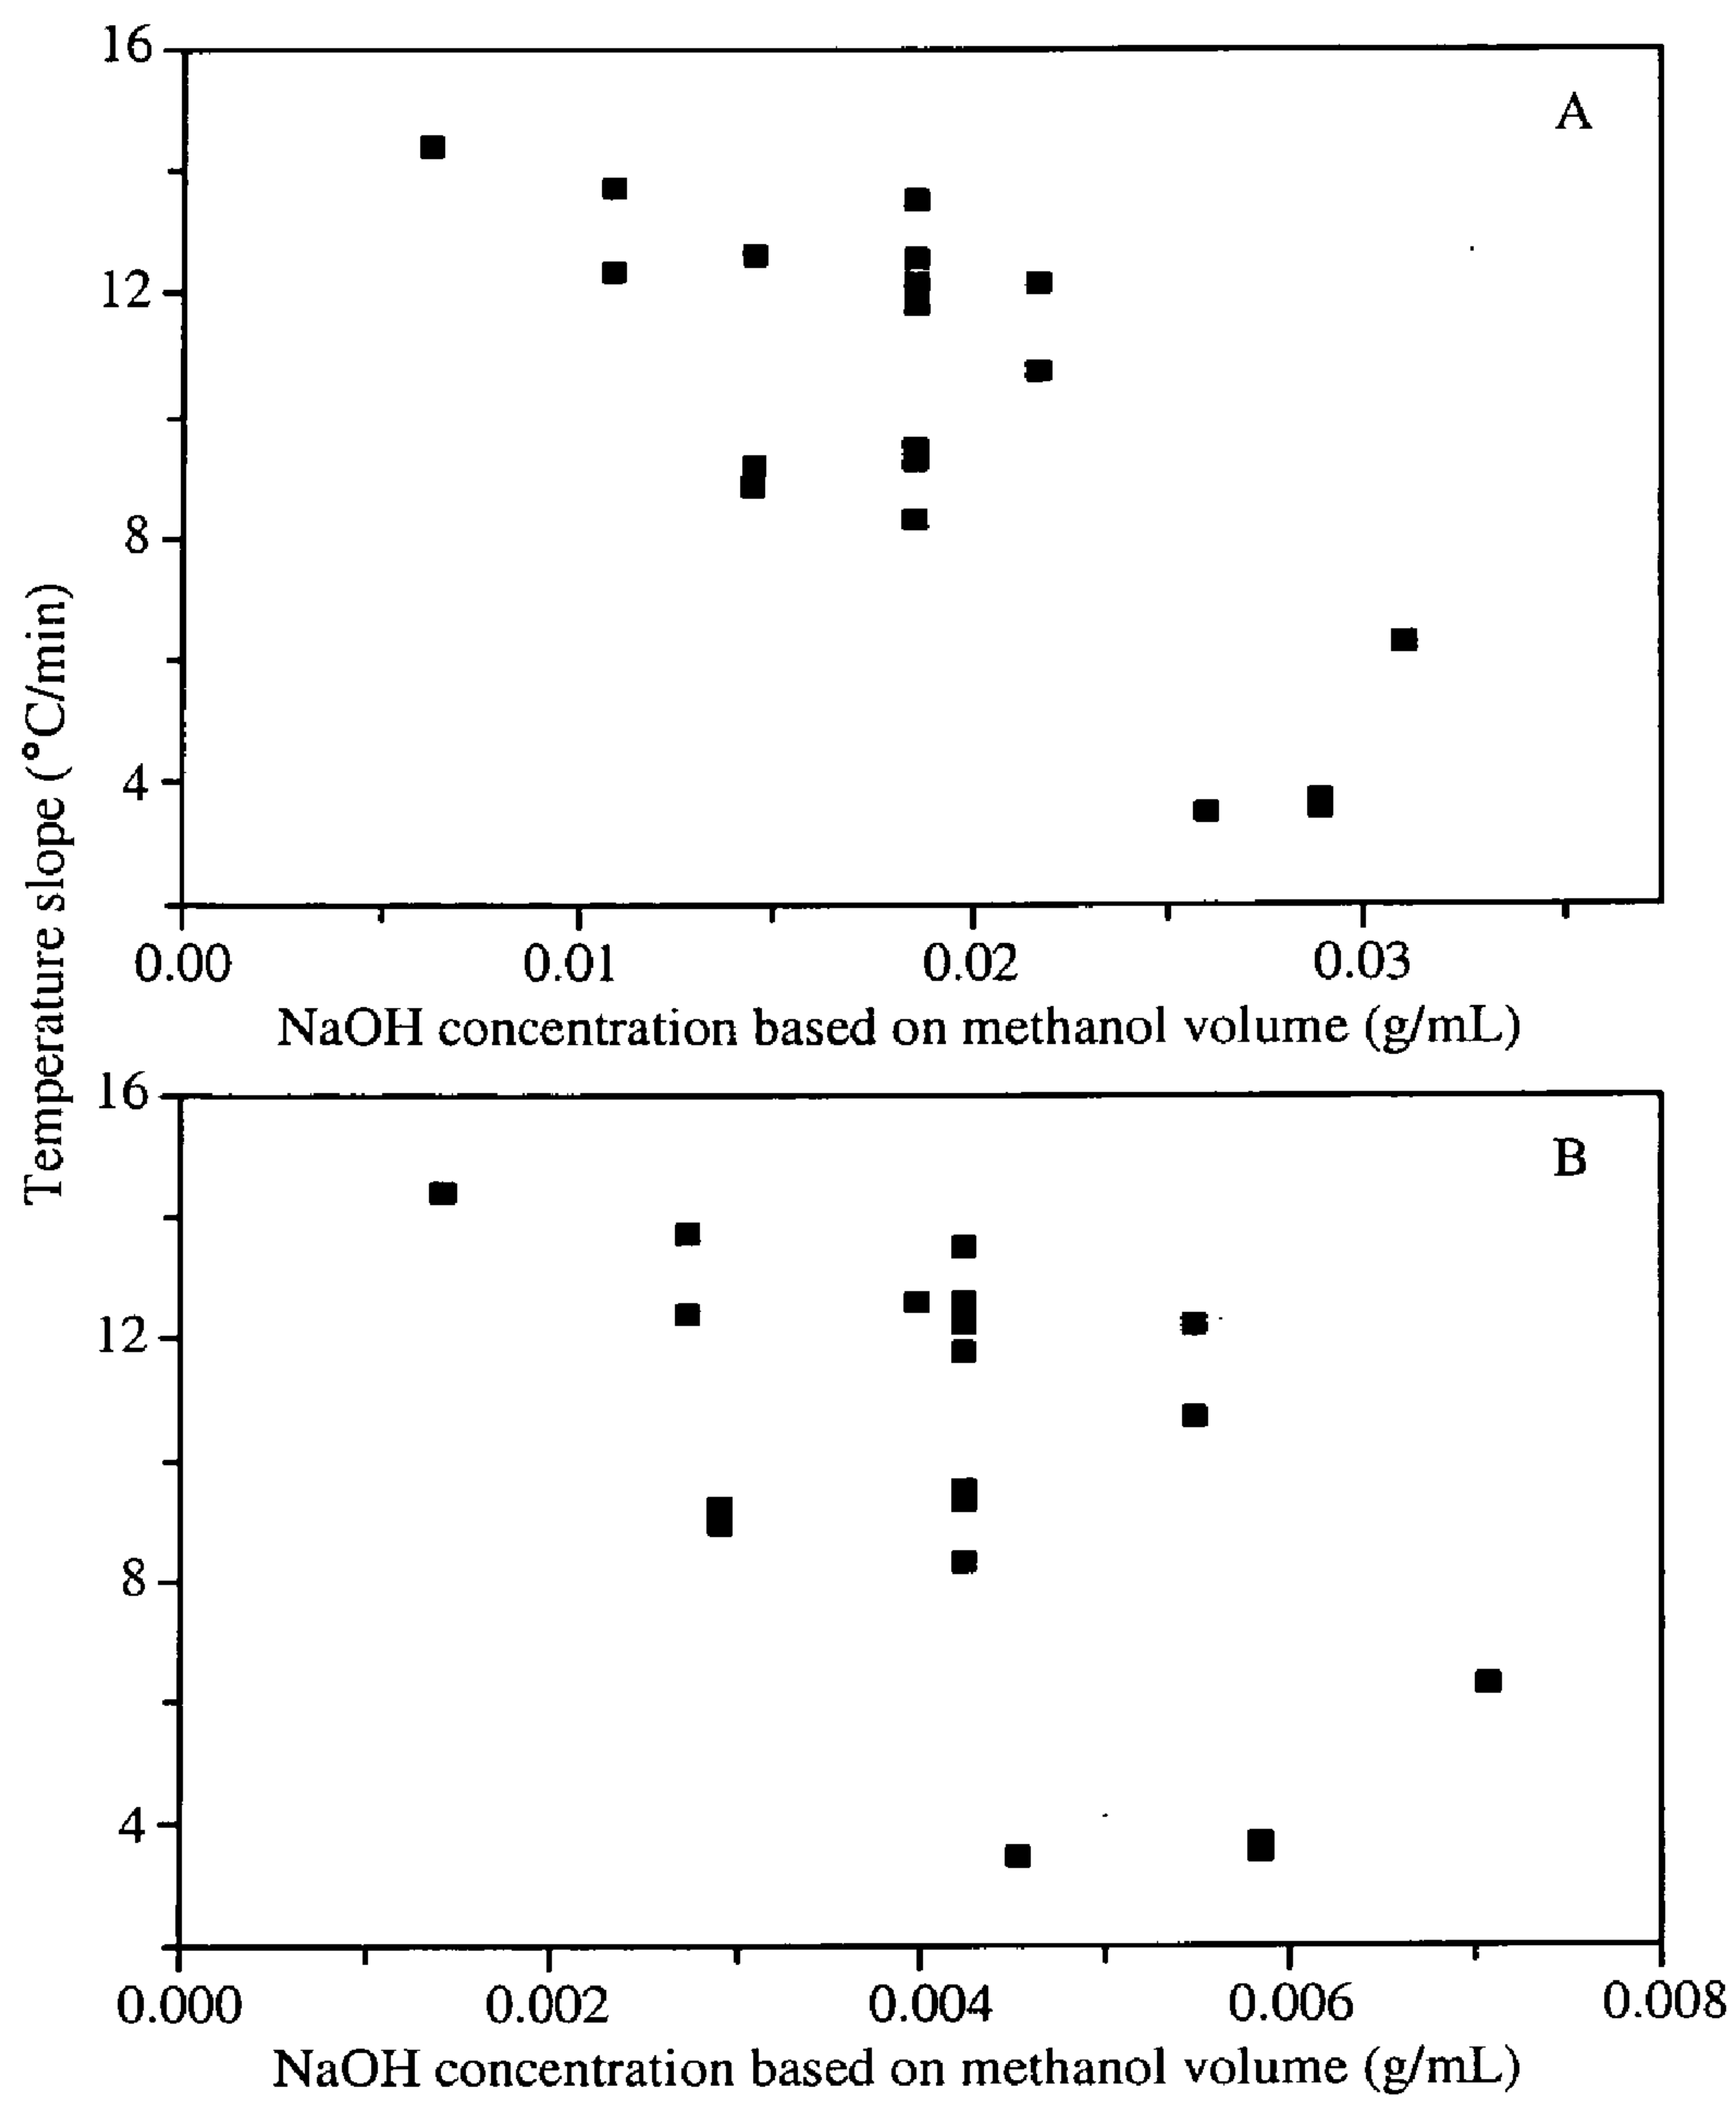 Temperature slope (°C/min)
16
12
8
4
A
0.00 0.01 0.02 0.03
NaOH concentration based on methanol volume (g/mL)
16
12
8
4
B
0.000 0.002 0.004 0.006 0.008
NaOH concentration based on methanol volume (g/mL)